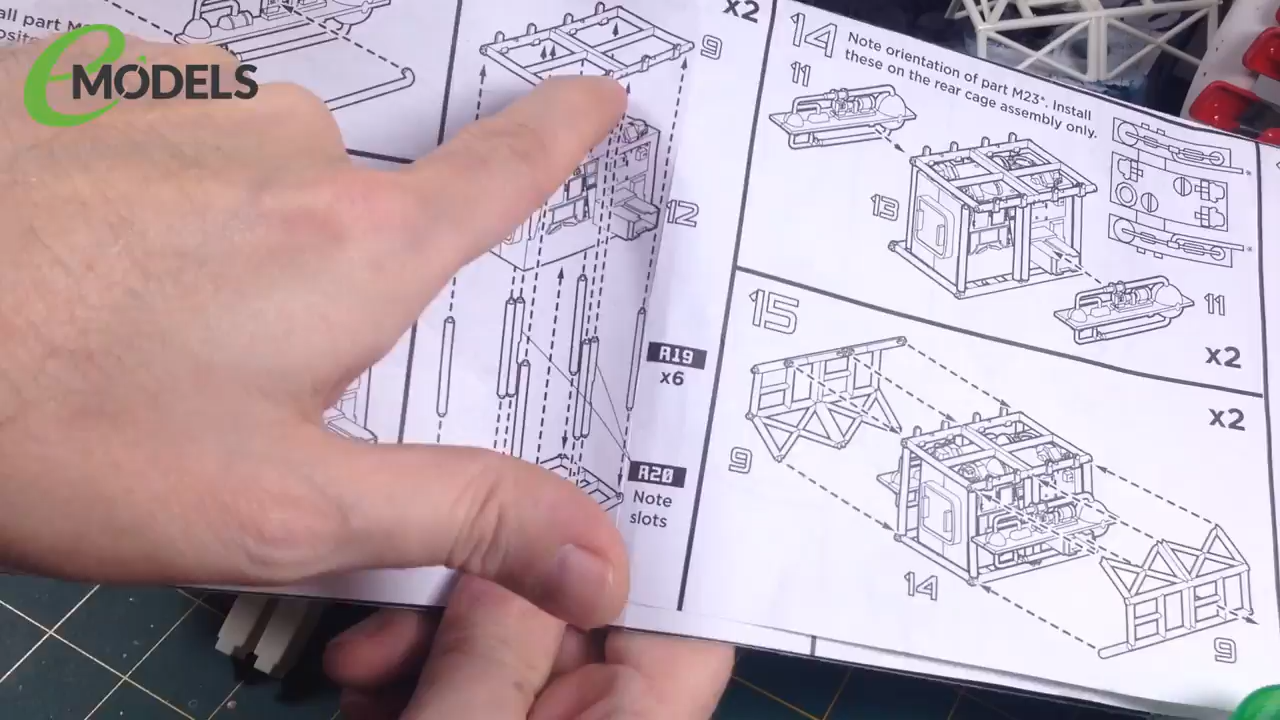 all part
eMODELS
x2
9
12
R19
x6
R20
Note
slots
14
Note orientation of part M23*. Install
these on the rear cage assembly only.
11
13
*
*
11
x2
15
x2
9
14
9